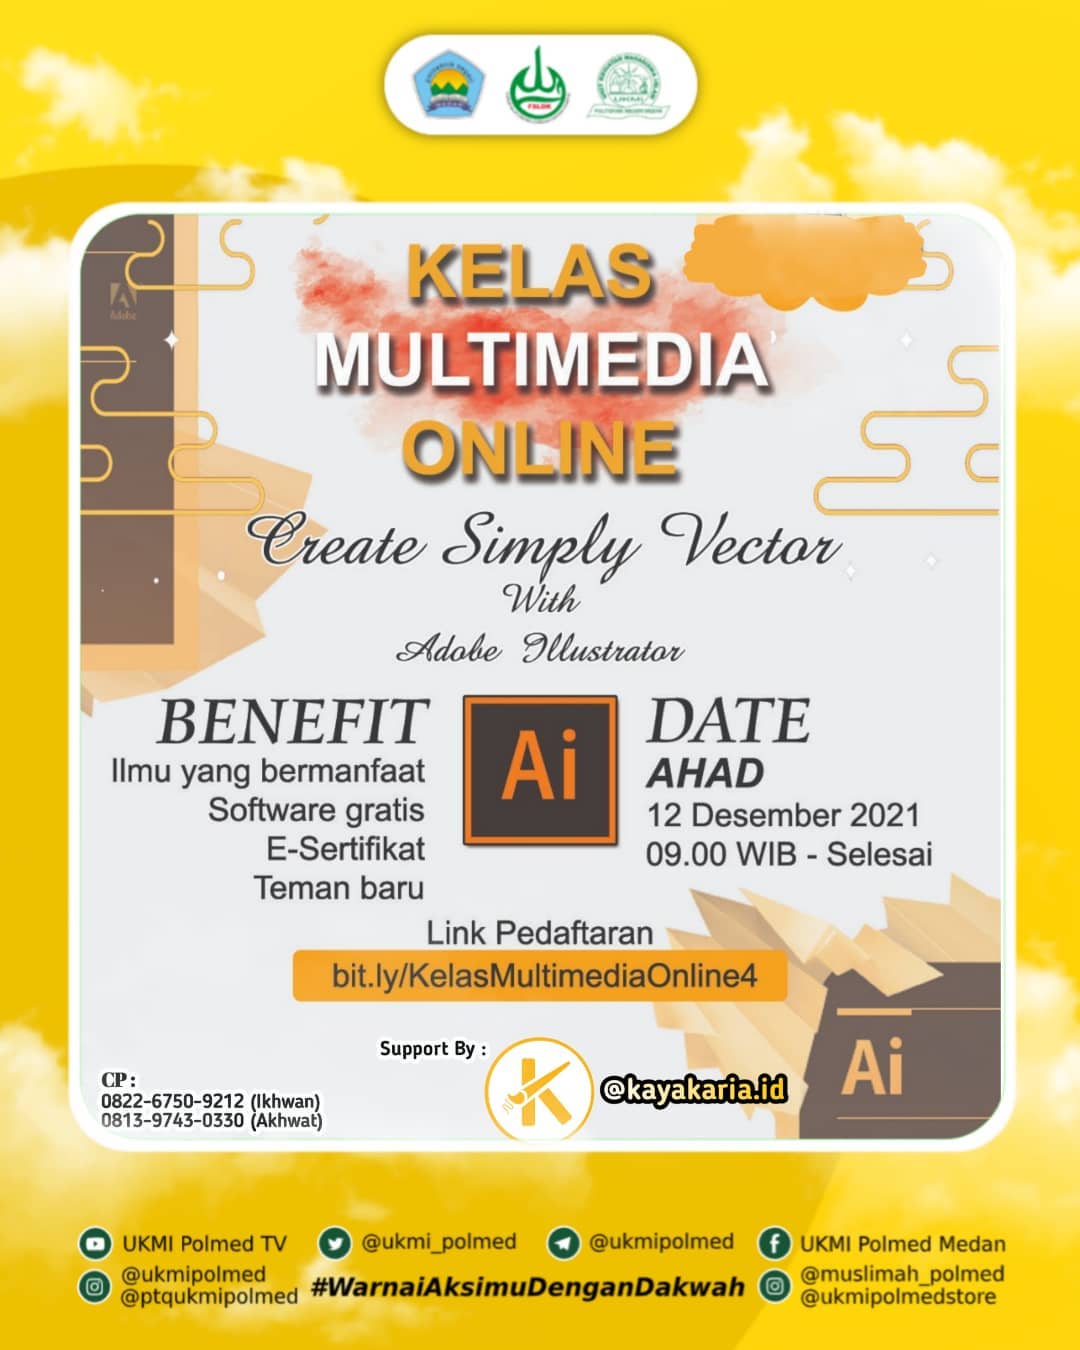 FSLDK
KELAS
MULTIMEDIA
ONLINE
Adobe
Create Simply Vector
With
Adobe Illustrator
BENEFIT
Ilmu yang bermanfaat
Software gratis
E-Sertifikat
Teman baru
Ai
DATE
AHAD
12 Desember 2021
09.00 WIB - Selesai
Link Pedaftaran
bit.ly/KelasMultimediaOnline4
Ai
Support By :
K
@kayakaria.id
CP :
0822-6750-9212 (Ikhwan)
0813-9743-0330 (Akhwat)
UKMI Polmed TV
@ukmi_polmed
@ukmipolmed
UKMI Polmed Medan
@ukmipolmed
@ptqukmipolmed
#WarnaiAksimuDenganDakwah
@muslimah_polmed
@ukmipolmedstore